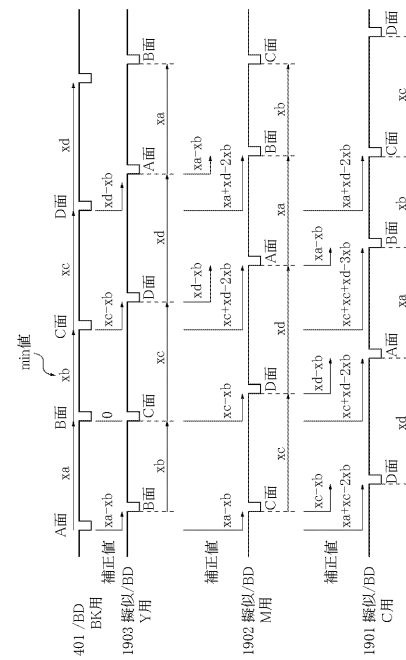 min値
A面 B面 C面 D面
xa xb xc xd
401 /BD
BK用
補正値 xa-xb 0 xc-xb xd-xb
1903 擬似/BD
Y用
B面 C面 D面 A面 B面
xb xc xd xa
補正値 xd-xb xa-xb
xa-xb xc-xb xc+xd-2xb xa+xd-2xb
1902 擬似/BD
M用
C面 D面 A面 B面 C面
xc xd xa xb
補正値 xc-xb xd-xb xa-xb
xa+xc-2xb xc+xd-2xb xc+xc+xd-3xb xa+xd-2xb
1901 擬似/BD
C用
D面 A面 B面 C面 D面
xd xa xb xc